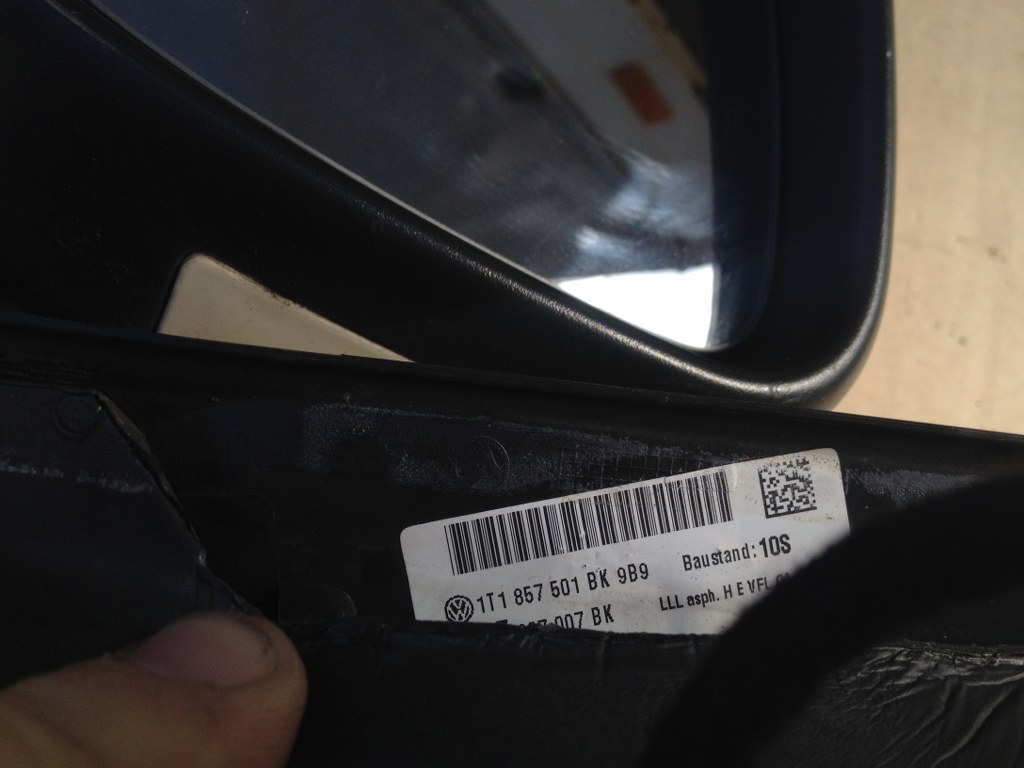 Baustand: 10S
1T1 857 501 BK 9B9
LLL asph. H E VFL
007 BK